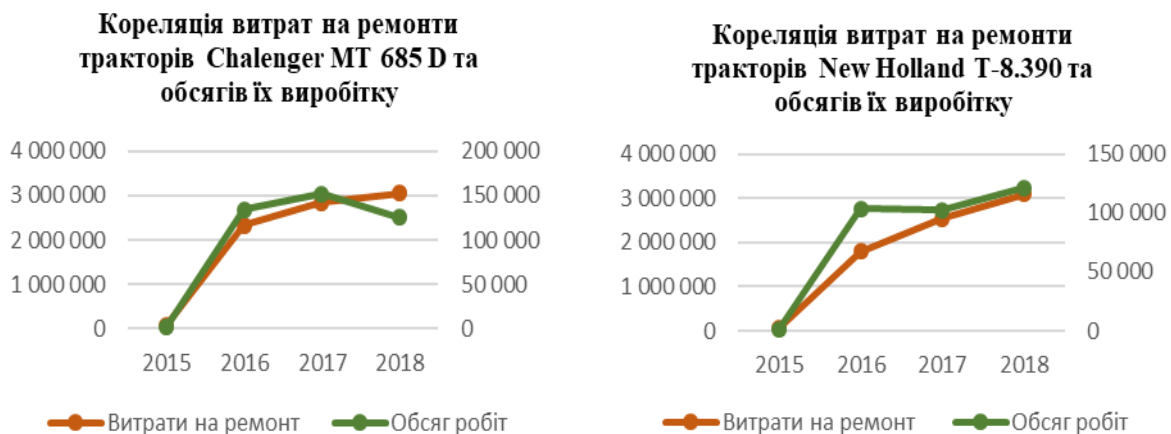 Кореляція витрат на ремонти
тракторів Chalenger MT 685 D та
обсягів їх виробітку
4 000 000
3 000 000
2 000 000
1 000 000
0
200 000
150 000
100 000
50 000
0
2015 2016 2017 2018
Витрати на ремонт Обсяг робіт
Кореляція витрат на ремонти
тракторів New Holland T-8.390 та
обсягів їх виробітку
4 000 000
3 000 000
2 000 000
1 000 000
0
150 000
100 000
50 000
0
2015 2016 2017 2018
Витрати на ремонт Обсяг робіт